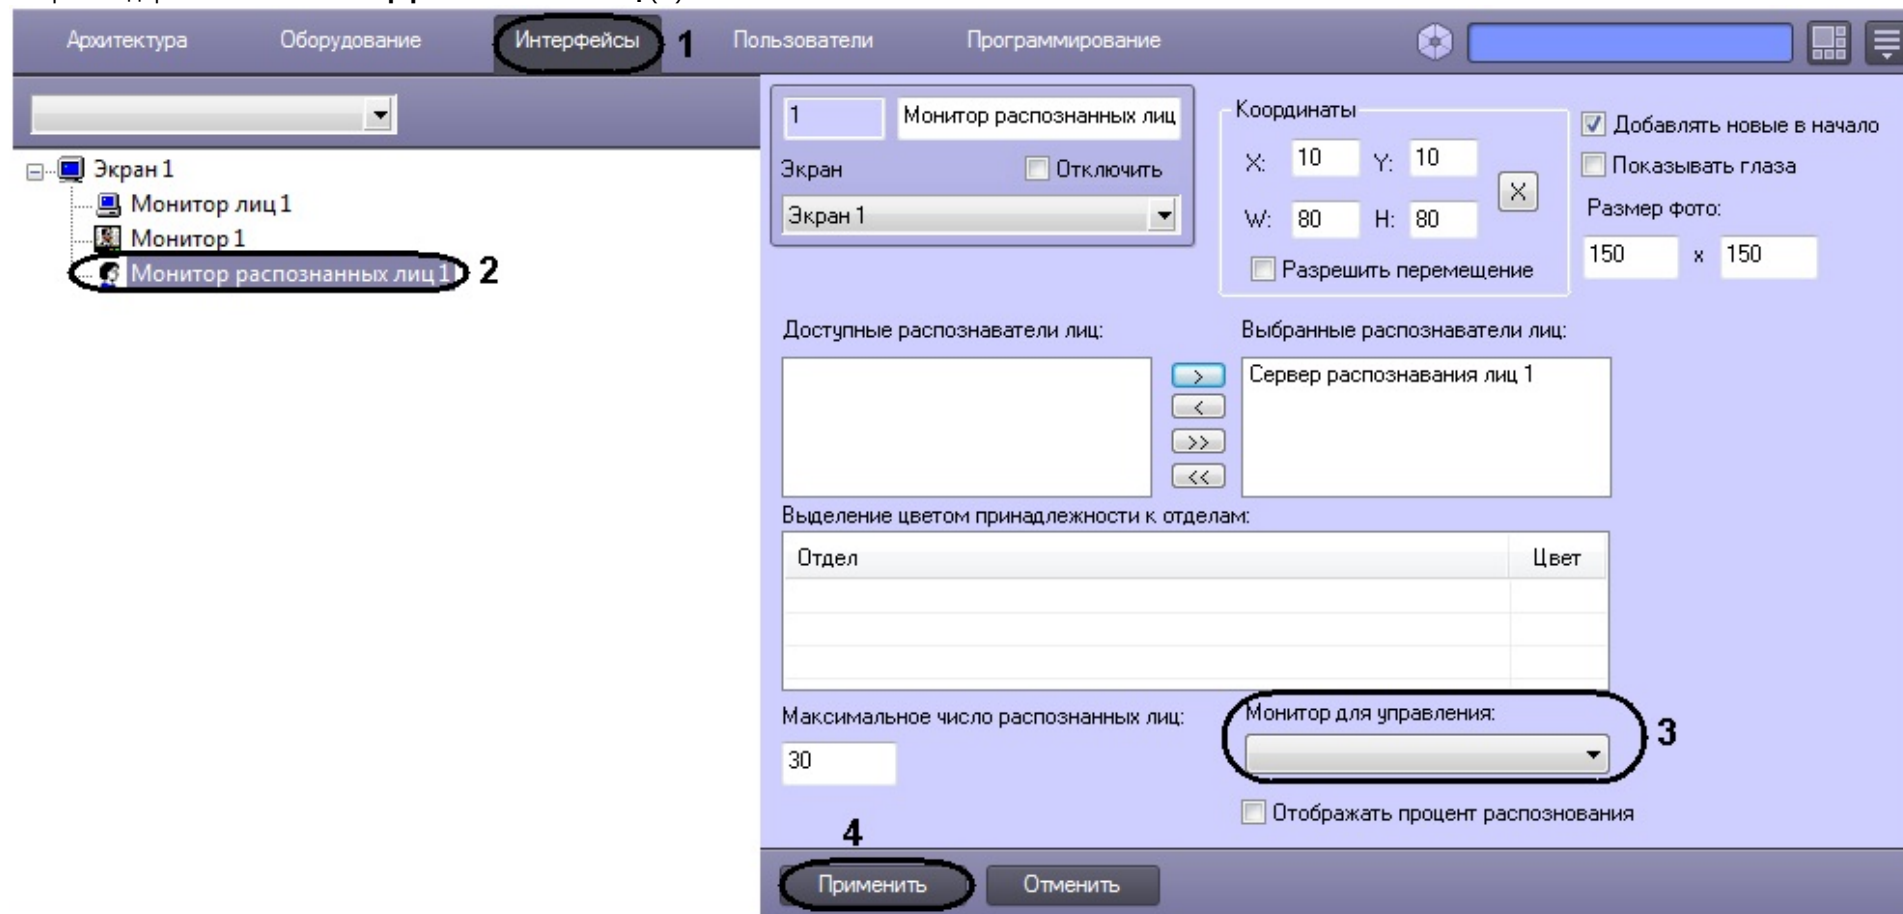 Архитектура Оборудование Интерфейсы 1 Пользователи Программирование
Экран 1
Монитор лиц 1
Монитор 1
Монитор распознанных лиц 1 2
1 Монитор распознанных лиц
Экран Отключить
Экран 1
Координаты
X: 10 Y: 10
X
W: 80 H: 80
Разрешить перемещение
Добавлять новые в начало
Показывать глаза
Размер фото:
150 x 150
Доступные распознаватели лиц:
Выбранные распознаватели лиц:
>
<
>>
<<
Сервер распознавания лиц 1
Выделение цветом принадлежности к отделам:
Отдел Цвет
Максимальное число распознанных лиц:
30
Монитор для управления:
3
Отображать процент распознования
4
Применить Отменить